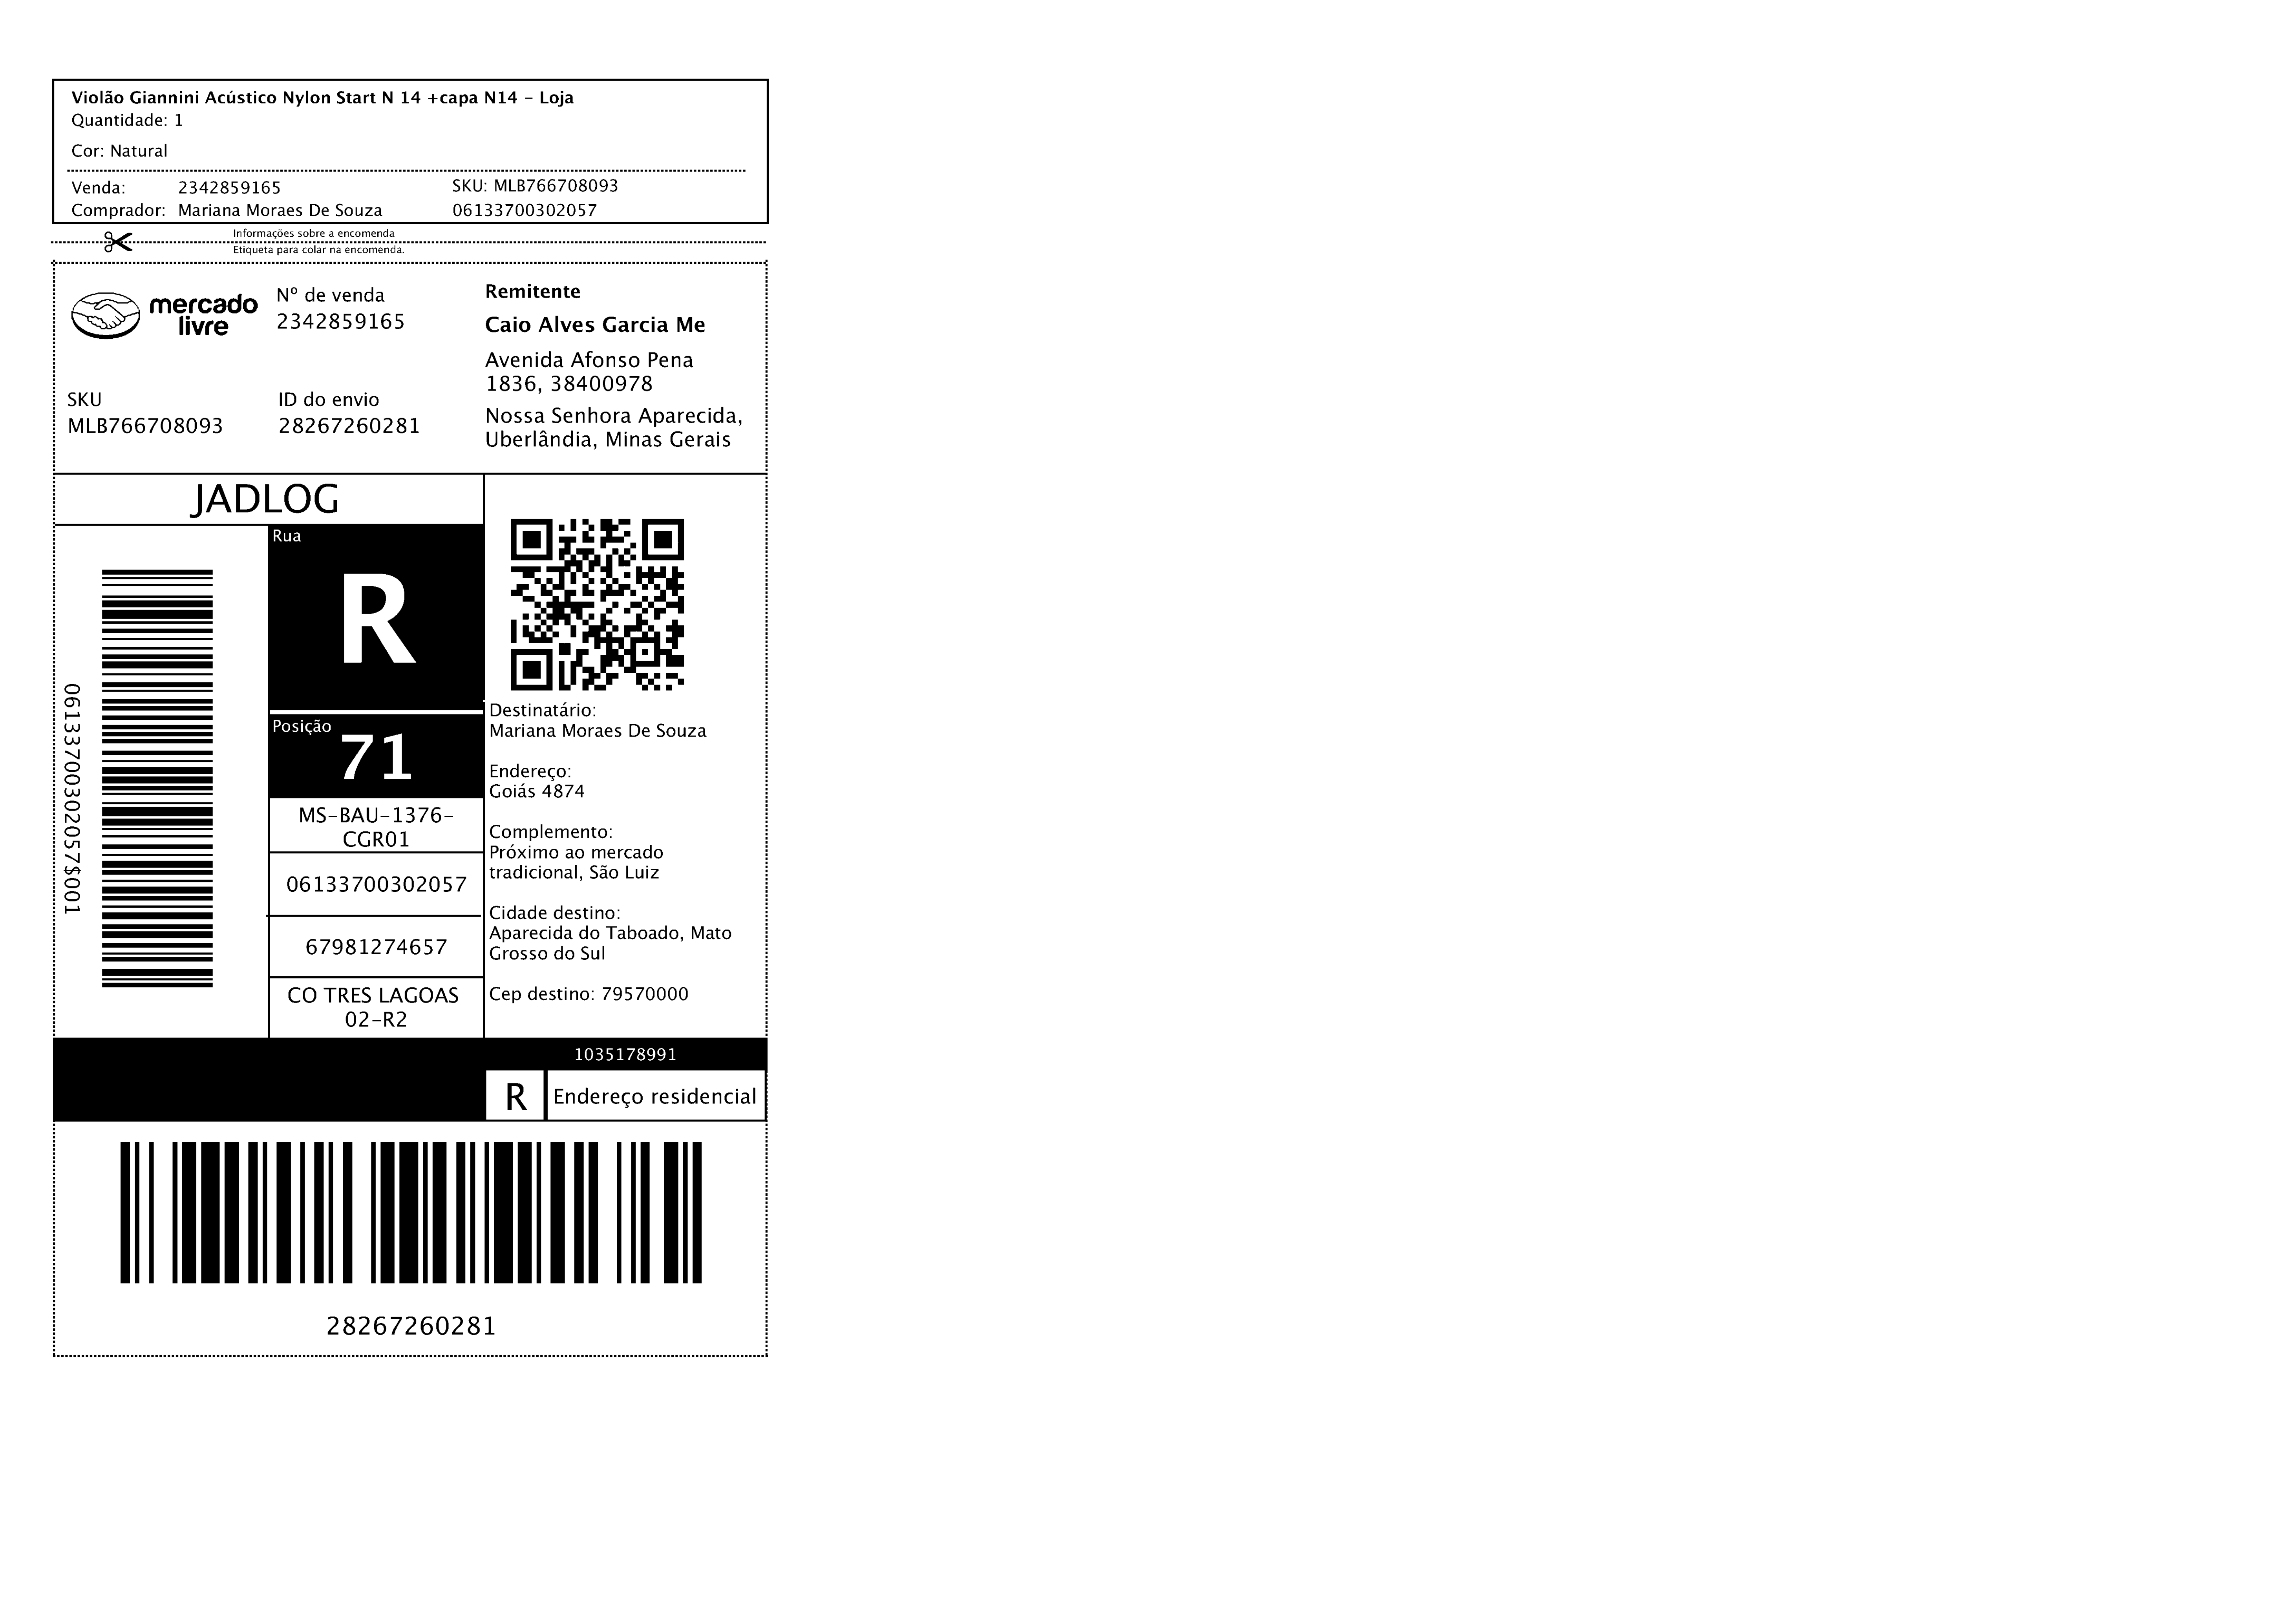 Violão Giannini Acústico Nylon Start N 14 +capa N14 - Loja
Quantidade: 1
Cor: Natural
Venda: 2342859165 SKU: MLB766708093
Comprador: Mariana Moraes De Souza 06133700302057
Informações sobre a encomenda
Etiqueta para colar na encomenda.
mercado
livre
Nº de venda
2342859165
SKU
MLB766708093
ID do envio
28267260281
Remitente
Caio Alves Garcia Me
Avenida Afonso Pena
1836, 38400978
Nossa Senhora Aparecida,
Uberlândia, Minas Gerais
JADLOG
06133700302057$001
Rua
R
Posição
71
MS-BAU-1376-
CGR01
06133700302057
67981274657
CO TRES LAGOAS
02-R2
Destinatário:
Mariana Moraes De Souza
Endereço:
Goiás 4874
Complemento:
Próximo ao mercado
tradicional, São Luiz
Cidade destino:
Aparecida do Taboado, Mato
Grosso do Sul
Cep destino: 79570000
1035178991
R Endereço residencial
28267260281